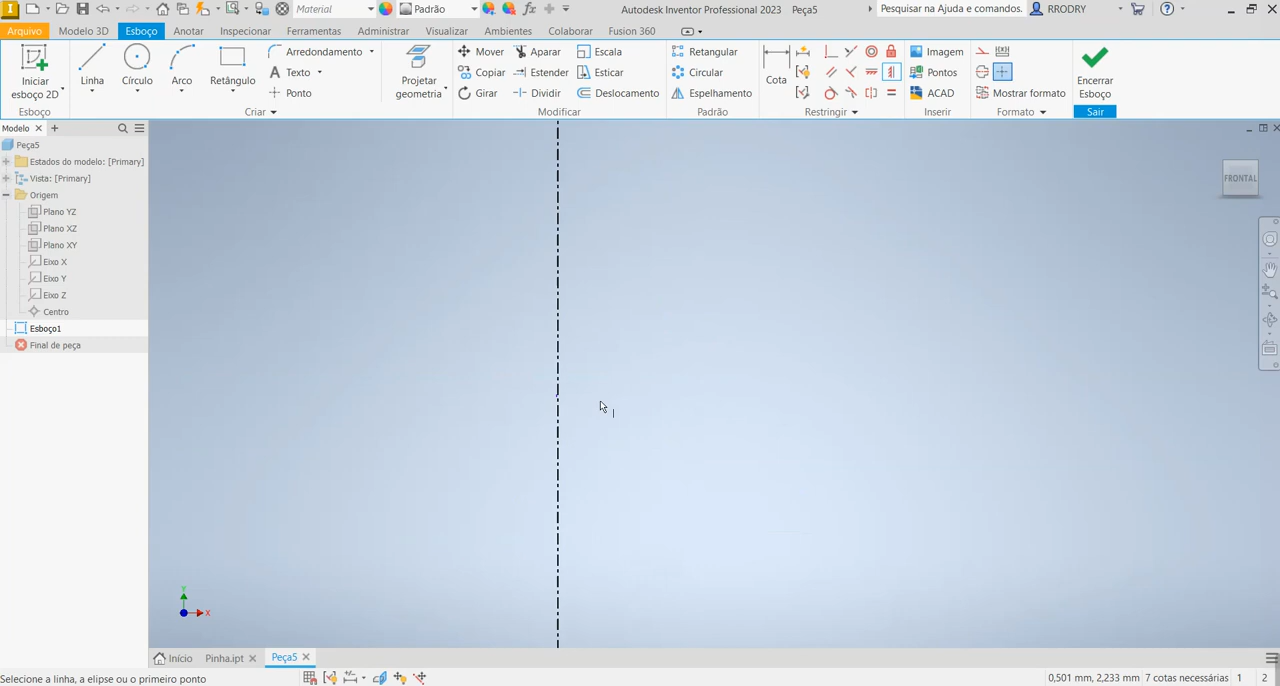 Material Padrão fx Autodesk Inventor Professional 2023 Peça5 Pesquisar na Ajuda e comandos. RRODRY
Arquivo Modelo 3D Esboço Anotar Inspecionar Ferramentas Administrar Visualizar Ambientes Colaborar Fusion 360
Iniciar esboço 2D Linha Círculo Arco Retângulo Arredondamento Projetar geometria Mover Aparar Escala Retangular Cota Imagem Encerrar Esboço
Texto Copiar Estender Esticar Circular Pontos
Ponto Girar Dividir Deslocamento Espelhamento ACAD Mostrar formato
Esboço Criar Modificar Padrão Restringir Inserir Formato Sair
Modelo
Peça5
Estados do modelo: [Primary]
Vista: [Primary]
Origem
Plano YZ
Plano XZ
Plano XY
Eixo X
Eixo Y
Eixo Z
Centro
Esboço1
Final de peça
FRONTAL
Y
X
Início Pinha.ipt Peça5
Selecione a linha, a elipse ou o primeiro ponto 0,501 mm, 2,233 mm 7 cotas necessárias 1 2